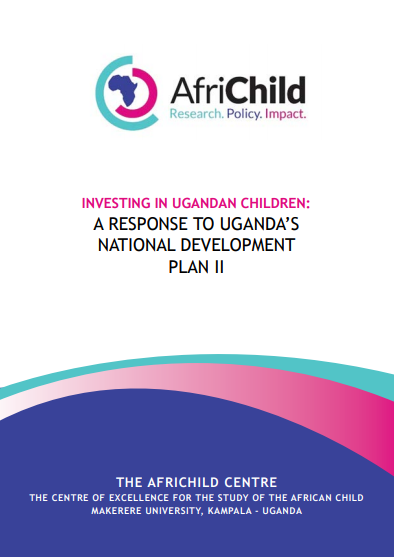 AfriChild
Research. Policy. Impact.
INVESTING IN UGANDAN CHILDREN:
A RESPONSE TO UGANDA'S
NATIONAL DEVELOPMENT
PLAN II
THE AFRICHILD CENTRE
THE CENTRE OF EXCELLENCE FOR THE STUDY OF THE AFRICAN CHILD
MAKERERE UNIVERSITY, KAMPALA - UGANDA